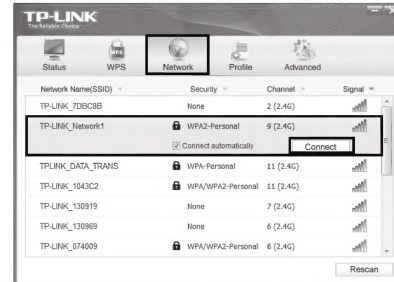 TP-LINK
The Reliable Choice
Status WPS Network Profile Advanced
Network Name(SSID) Security Channel Signal
TP-LINK_7DBC8B None 2 (2.4G)
TP-LINK_Network1 WPA2-Personal 9 (2.4G)
Connect automatically Connect
TPLINK_DATA_TRANS WPA-Personal 11 (2.4G)
TP-LINK_1043C2 WPA/WPA2-Personal 11 (2.4G)
TP-LINK_130919 None 7 (2.4G)
TP-LINK_130969 None 6 (2.4G)
TP-LINK_074009 WPA/WPA2-Personal 6 (2.4G)
Rescan